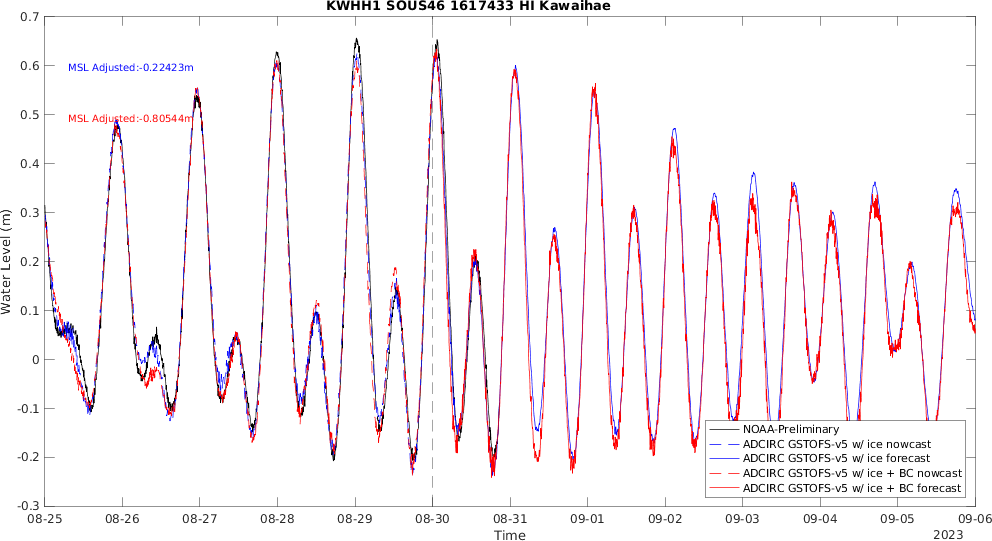 KWHH1 SOUS46 1617433 HI Kawaihae
0.7
0.6
0.5
0.4
0.3
0.2
0.1
0
-0.1
-0.2
-0.3
Water Level (m)
MSL Adjusted:-0.22423m
MSL Adjusted:-0.80544m
NOAA-Preliminary
ADCIRC GSTOFS-v5 w/ ice nowcast
ADCIRC GSTOFS-v5 w/ ice forecast
ADCIRC GSTOFS-v5 w/ ice + BC nowcast
ADCIRC GSTOFS-v5 w/ ice + BC forecast
08-25 08-26 08-27 08-28 08-29 08-30 08-31 09-01 09-02 09-03 09-04 09-05 09-06
Time
2023